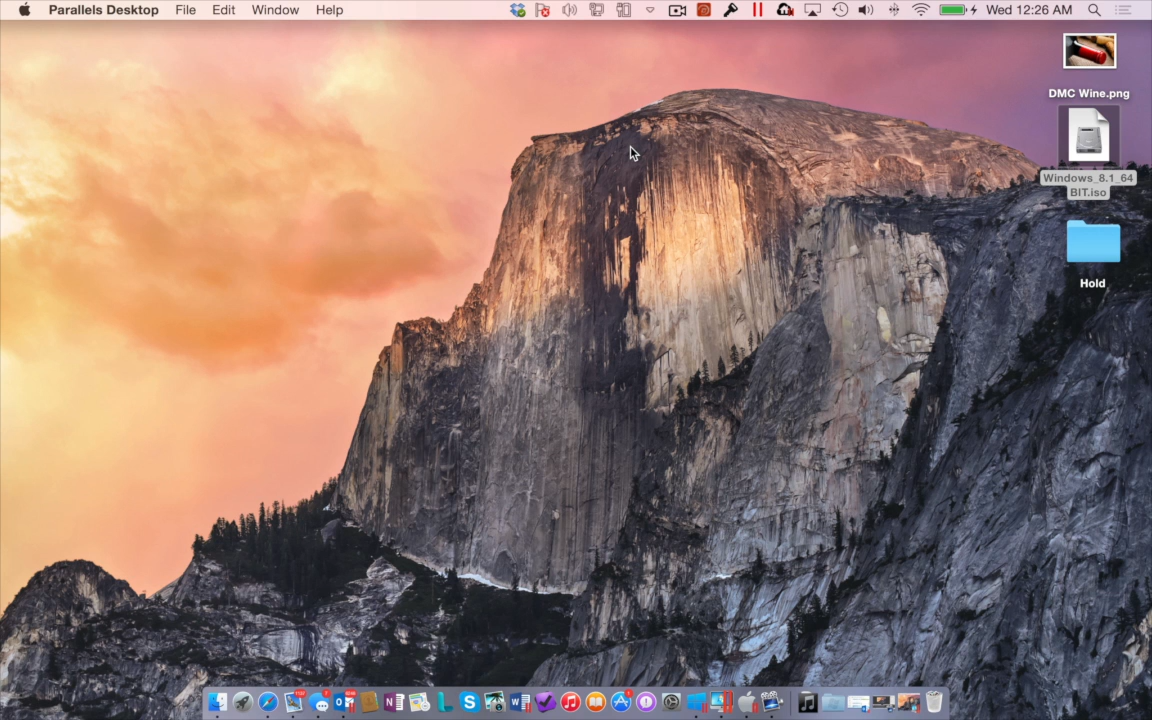 Parallels Desktop File Edit Window Help Wed 12:26 AM
DMC Wine.png
Windows_8.1_64
BIT.iso
Hold